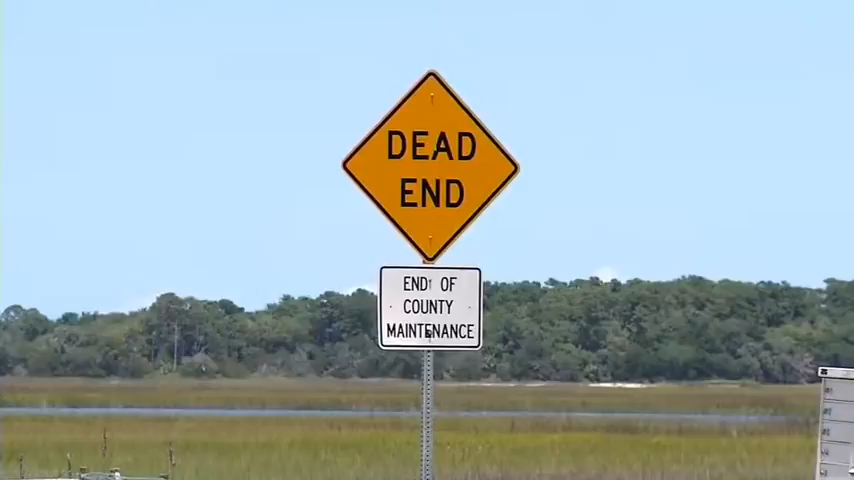 DEAD
END
END OF
COUNTY
MAINTENANCE